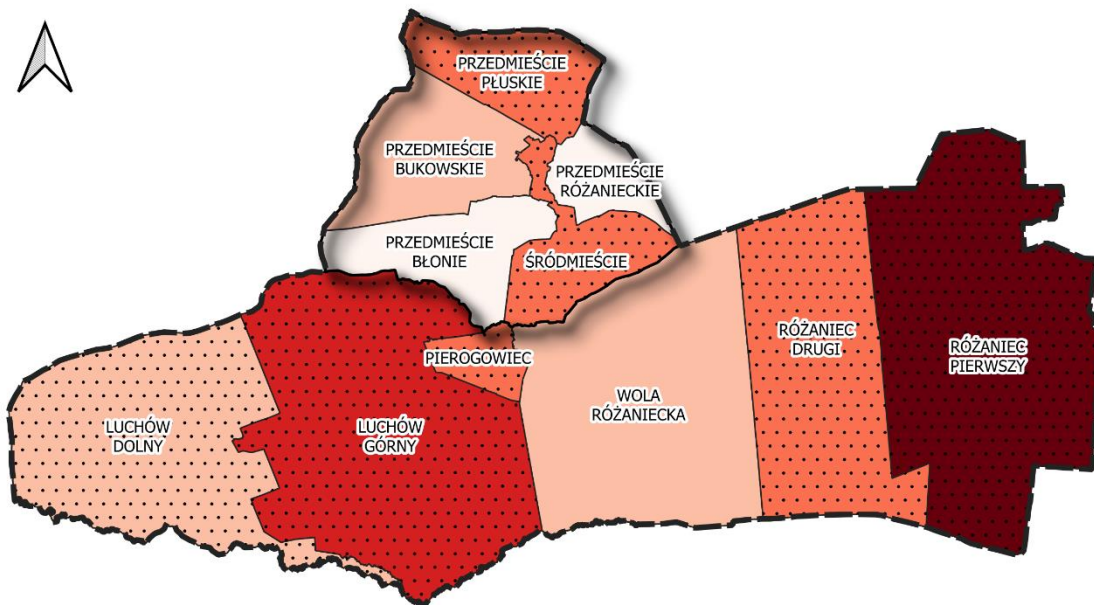 PRZEDMIEŚCIE
PŁUSKIE
PRZEDMIEŚCIE
BUKOWSKIE
PRZEDMIEŚCIE
RÓŻANIECKIE
PRZEDMIEŚCIE
BŁONIE
ŚRÓDMIEŚCIE
PIEROGOWIEC
RÓŻANIEC
DRUGI
RÓŻANIEC
PIERWSZY
WOLA
RÓŻANIECKA
LUCHÓW
DOLNY
LUCHÓW
GÓRNY